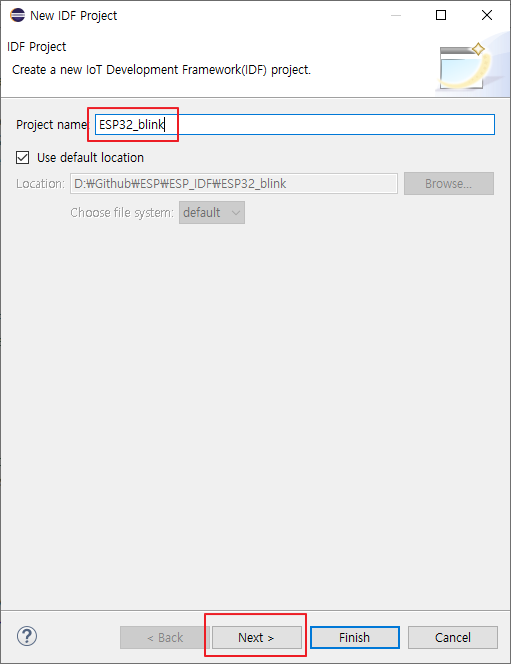 New IDF Project
IDF Project
Create a new IoT Development Framework(IDF) project.
Project name ESP32_blink
Use default location
Location: D:₩Github₩ESP₩ESP_IDF₩ESP32_blink Browse...
Choose file system: default
? < Back Next > Finish Cancel